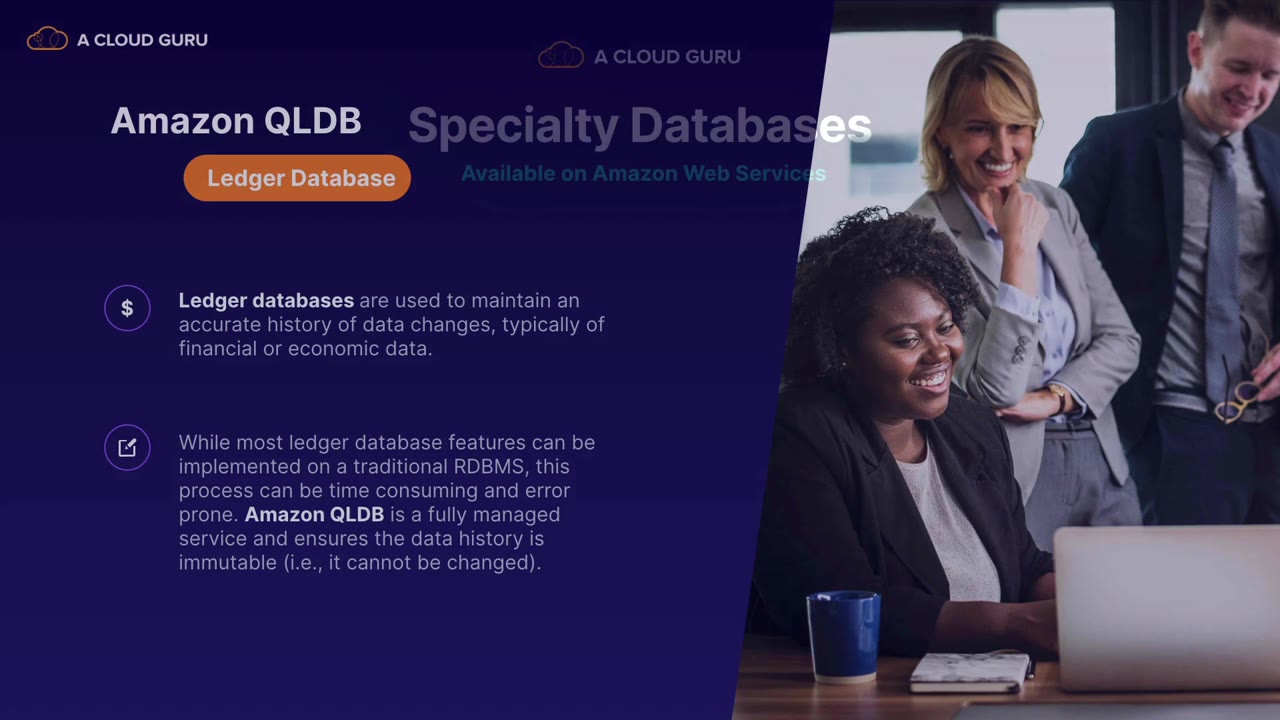 A CLOUD GURU
A CLOUD GURU
Amazon QLDB
Specialty Databases
Ledger Database
Available on Amazon Web Services
$
Ledger databases are used to maintain an
accurate history of data changes, typically of
financial or economic data.
While most ledger database features can be
implemented on a traditional RDBMS, this
process can be time consuming and error
prone. Amazon QLDB is a fully managed
service and ensures the data history is
immutable (i.e., it cannot be changed).